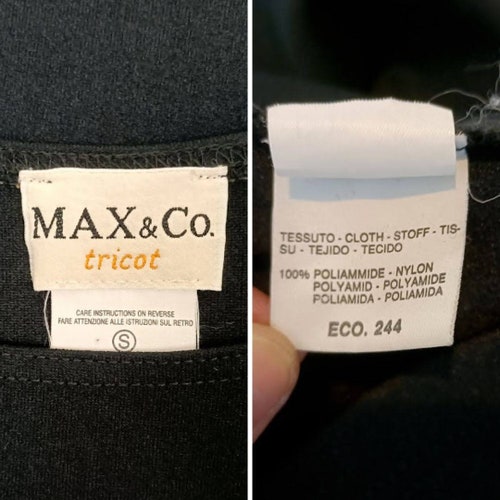 MAX&Co.
tricot
CARE INSTRUCTIONS ON REVERSE
FARE ATTENDONE ALLE ISTRUZIONI SUL RETRO
S
TESSUTO - CLOTH - STOFF - TIS-
SU - TEJIDO - TECIDO
100% POLIAMMIDE - NYLON
POLYAMID - POLYAMIDE
POLIAMIDA - POLIAMIDA
ECO. 244